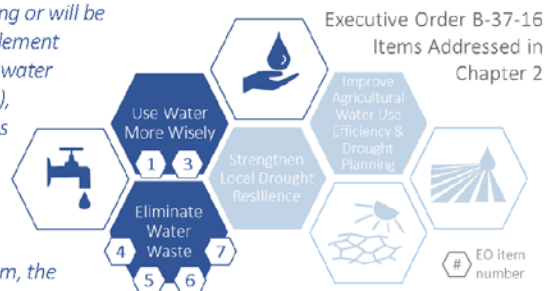 ng or will be
lement
water
),
s
m, the
Executive Order B-37-16
Items Addressed in
Chapter 2
Use Water
More Wisely
1 3
Strengthen
Local Drought
Resilience
Improve
Agricultural
Water Use
Efficiency &
Drought
Planning
Eliminate
Water
Waste
4 7
5 6
# EO item
number